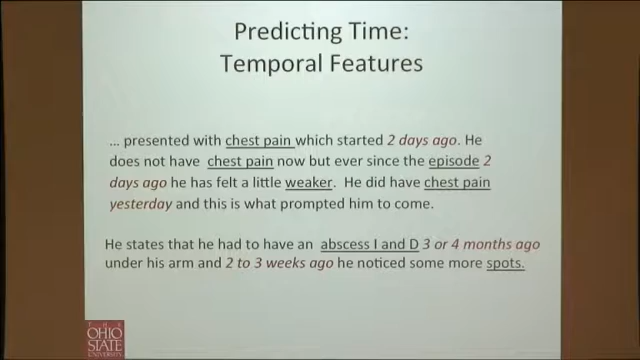 Predicting Time:
Temporal Features
... presented with chest pain which started 2 days ago. He
does not have chest pain now but ever since the episode 2
days ago he has felt a little weaker. He did have chest pain
yesterday and this is what prompted him to come.
He states that he had to have an abscess I and D 3 or 4 months ago
under his arm and 2 to 3 weeks ago he noticed some more spots.
THE
OHIO
STATE
UNIVERSITY